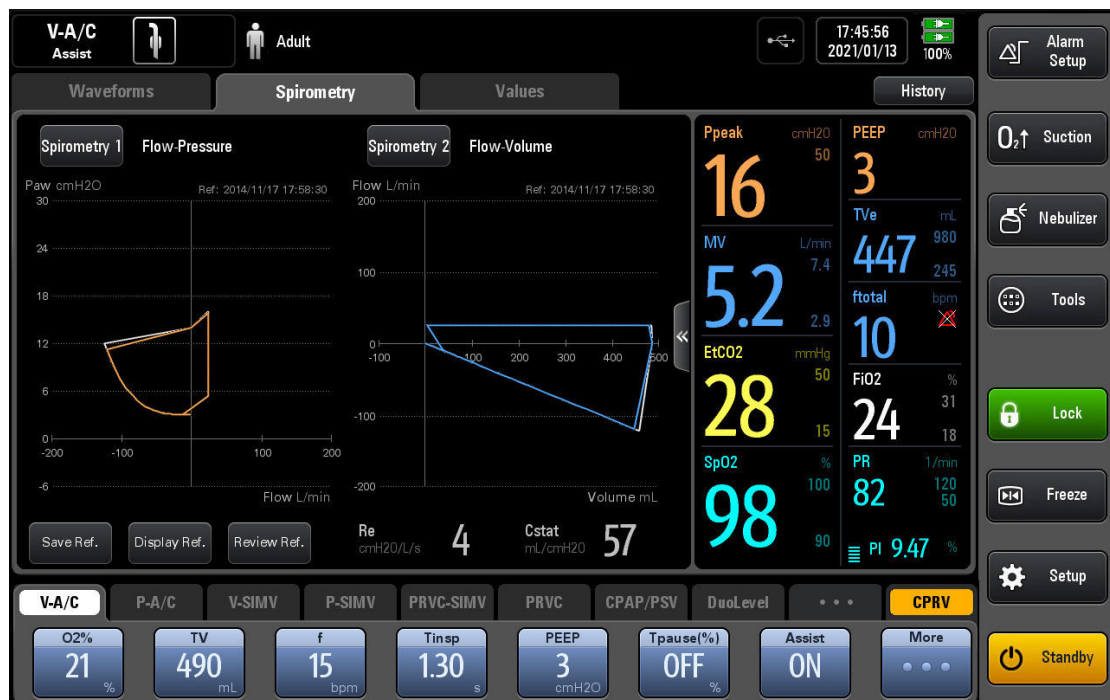 V-A/C
Assist
Adult
17:45:56
2021/01/13
100%
Waveforms
Spirometry
Values
History
Spirometry 1
Flow-Pressure
Spirometry 2
Flow-Volume
Paw cmH2O
Ref: 2014/11/17 17:58:30
30
24
18
12
6
0
-6
-200
-100
100
200
Flow L/min
Flow L/min
Ref: 2014/11/17 17:58:30
200
100
0
-100
-200
-100
100
200
300
400
500
Volume mL
Save Ref.
Display Ref.
Review Ref.
Re
cmH2O/L/s
4
Cstat
mL/cmH2O
57
Ppeak cmH2O
50
16
PEEP cmH2O
3
MV L/min
7.4
5.2
2.9
TVe mL
980
447
245
ftotal bpm
10
EtCO2 mmHg
50
28
15
FiO2 %
31
24
18
SpO2 %
100
98
90
PR 1/min
120
82
50
PI 9.47 %
«
Alarm
Setup
O2↑ Suction
Nebulizer
Tools
Lock
Freeze
Setup
Standby
V-A/C
P-A/C
V-SIMV
P-SIMV
PRVC-SIMV
PRVC
CPAP/PSV
DuoLevel
• • •
CPRV
O2%
21
%
TV
490
mL
f
15
bpm
Tinsp
1.30
s
PEEP
3
cmH2O
Tpause(%)
OFF
%
Assist
ON
More
• • •